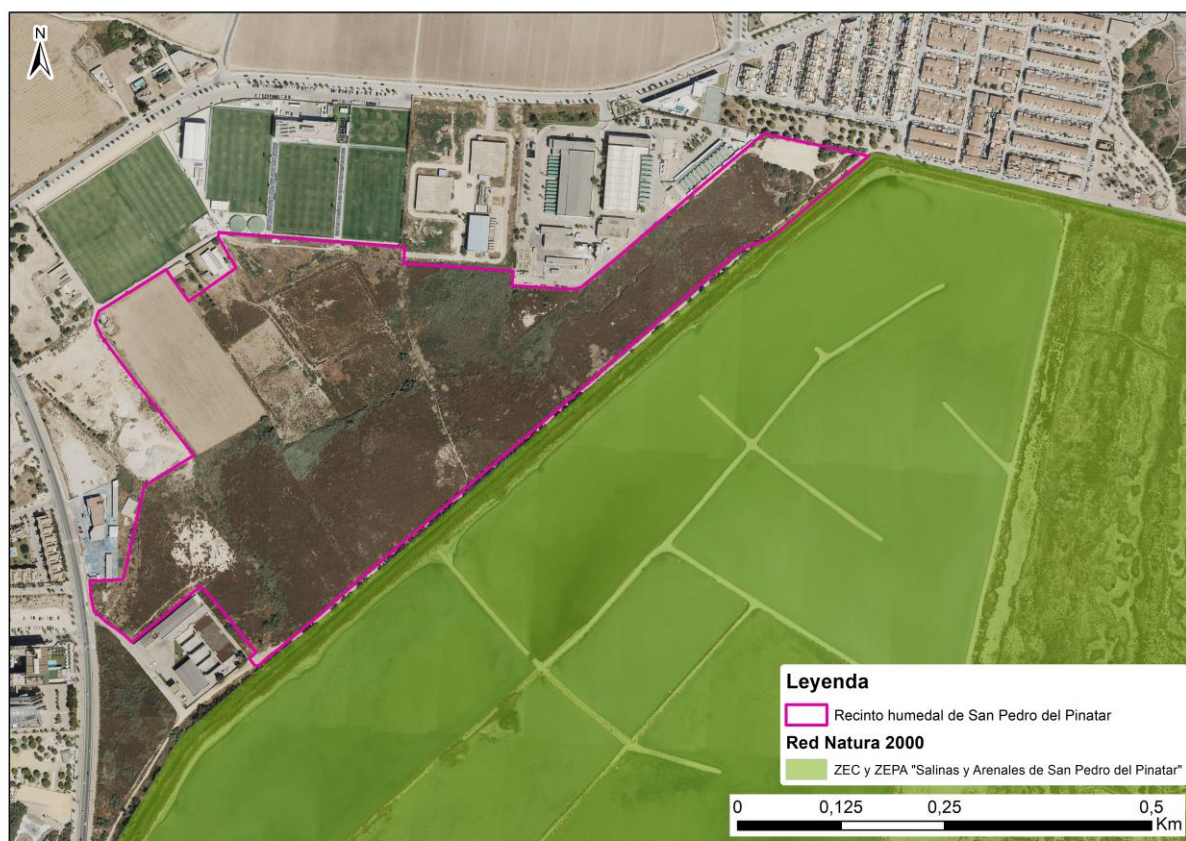 N
Leyenda
Recinto humedal de San Pedro del Pinatar
Red Natura 2000
ZEC y ZEPA "Salinas y Arenales de San Pedro del Pinatar"
0 0,125 0,25 0,5
Km